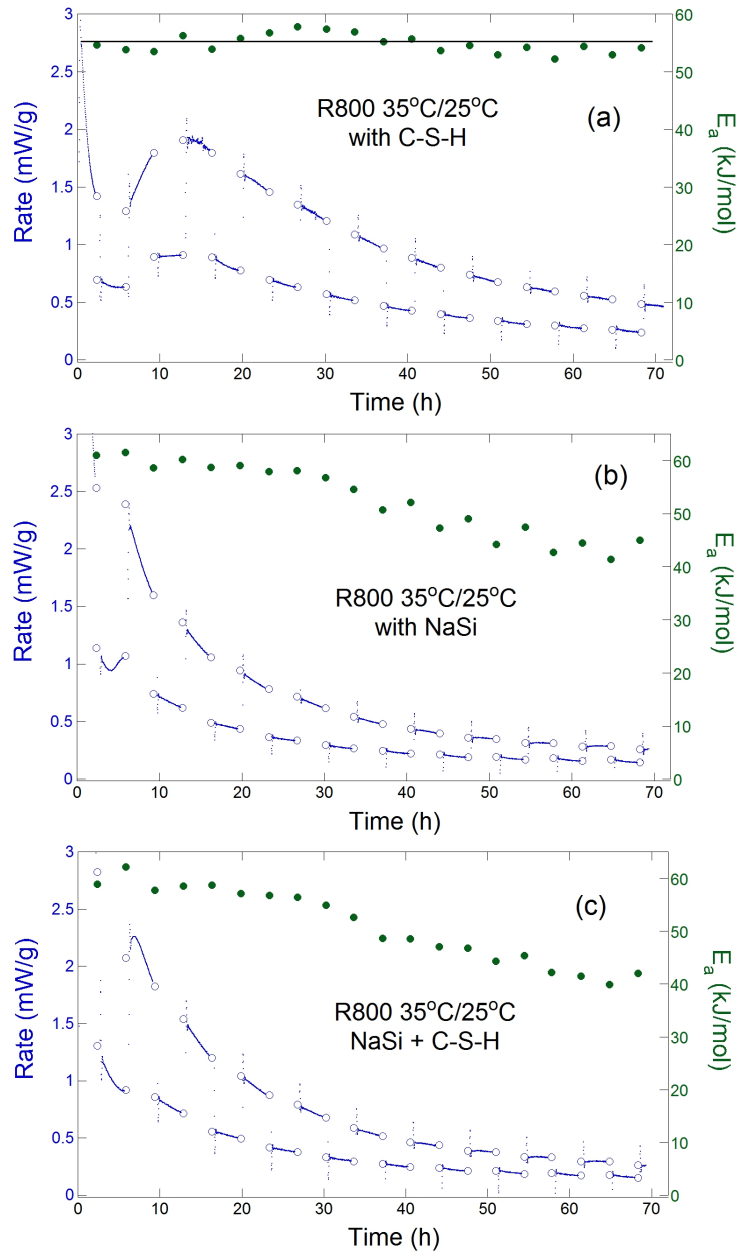 3
2.5
2
1.5
1
0.5
0
Rate (mW/g)
60
50
40
30
20
10
0
Eₐ (kJ/mol)
(a)
R800 35°C/25°C
with C-S-H
0 10 20 30 40 50 60 70
Time (h)
3
2.5
2
1.5
1
0.5
0
Rate (mW/g)
60
50
40
30
20
10
0
Eₐ (kJ/mol)
(b)
R800 35°C/25°C
with NaSi
0 10 20 30 40 50 60 70
Time (h)
3
2.5
2
1.5
1
0.5
0
Rate (mW/g)
60
50
40
30
20
10
0
Eₐ (kJ/mol)
(c)
R800 35°C/25°C
NaSi + C-S-H
0 10 20 30 40 50 60 70
Time (h)